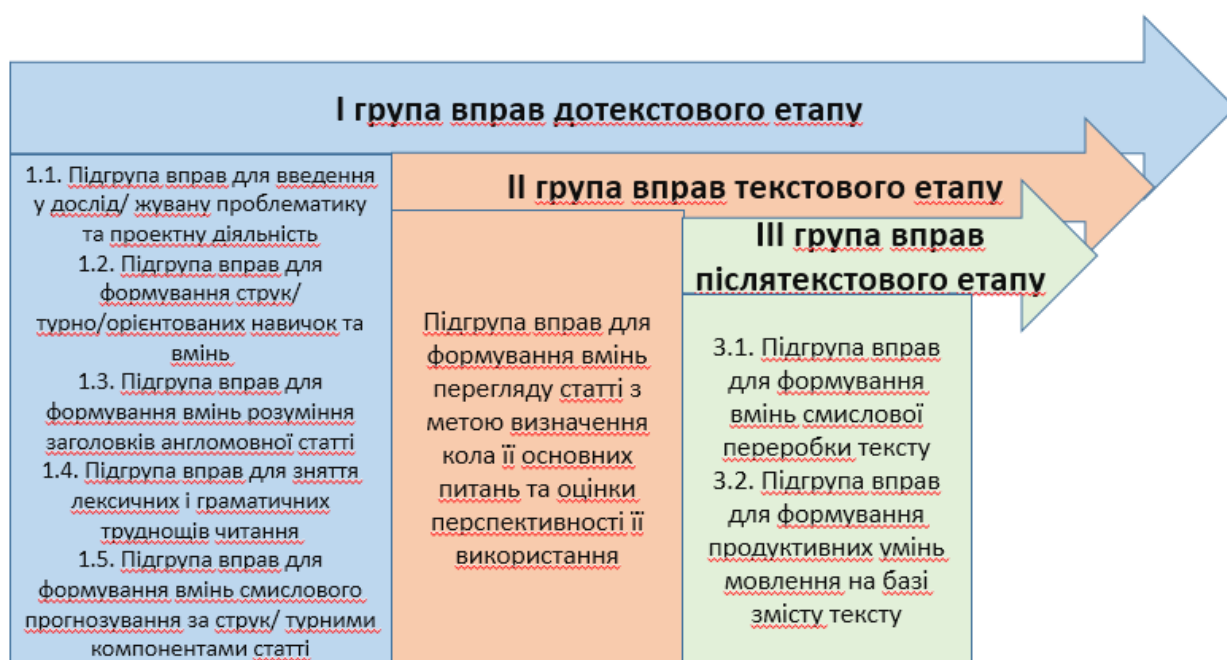 І група вправ дотекстового етапу
1.1. Підгрупа вправ для введення
у дослід/ жувану проблематику
та проектну діяльність
1.2. Підгрупа вправ для
формування струк/
турно/орієнтованих навичок та
вмінь
1.3. Підгрупа вправ для
формування вмінь розуміння
заголовків англомовної статті
1.4. Підгрупа вправ для зняття
лексичних і граматичних
труднощів читання
1.5. Підгрупа вправ для
формування вмінь смислового
прогнозування за струк/ турними
компонентами статті
ІІ група вправ текстового етапу
Підгрупа вправ для
формування вмінь
перегляду статті з
метою визначення
кола її основних
питань та оцінки
перспективності її
використання
ІІІ група вправ
післятекстового етапу
3.1. Підгрупа вправ
для формування
вмінь смислової
переробки тексту
3.2. Підгрупа вправ
для формування
продуктивних умінь
мовлення на базі
змісту тексту